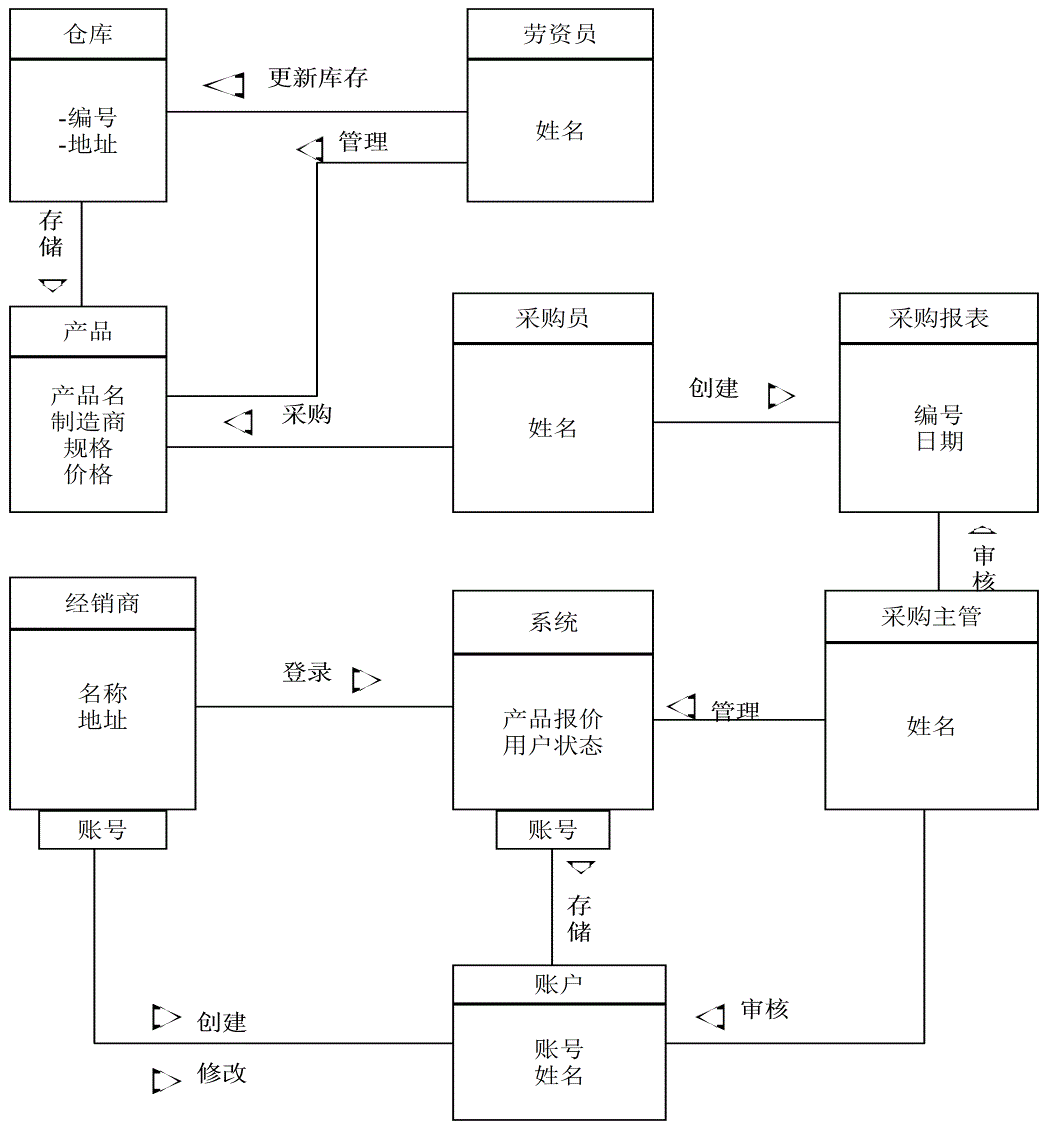 仓库
-编号
-地址
劳资员
姓名
更新库存
管理
存
储
产品
产品名
制造商
规格
价格
采购员
姓名
采购
采购报表
编号
日期
创建
审
核
经销商
名称
地址
账号
登录
系统
产品报价
用户状态
账号
管理
采购主管
姓名
存
储
账户
账号
姓名
创建
修改
审核